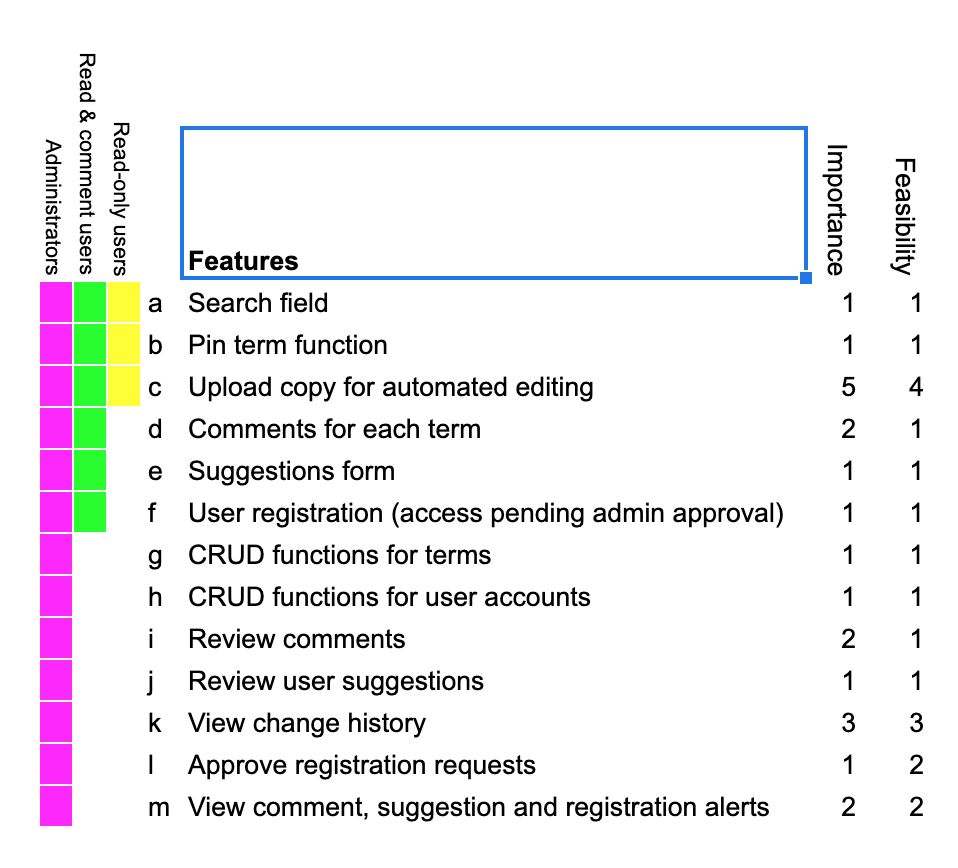 Administrators
Read & comment users
Read-only users
Features
Importance
Feasibility
a Search field 1 1
b Pin term function 1 1
c Upload copy for automated editing 5 4
d Comments for each term 2 1
e Suggestions form 1 1
f User registration (access pending admin approval) 1 1
g CRUD functions for terms 1 1
h CRUD functions for user accounts 1 1
i Review comments 2 1
j Review user suggestions 1 1
k View change history 3 3
l Approve registration requests 1 2
m View comment, suggestion and registration alerts 2 2